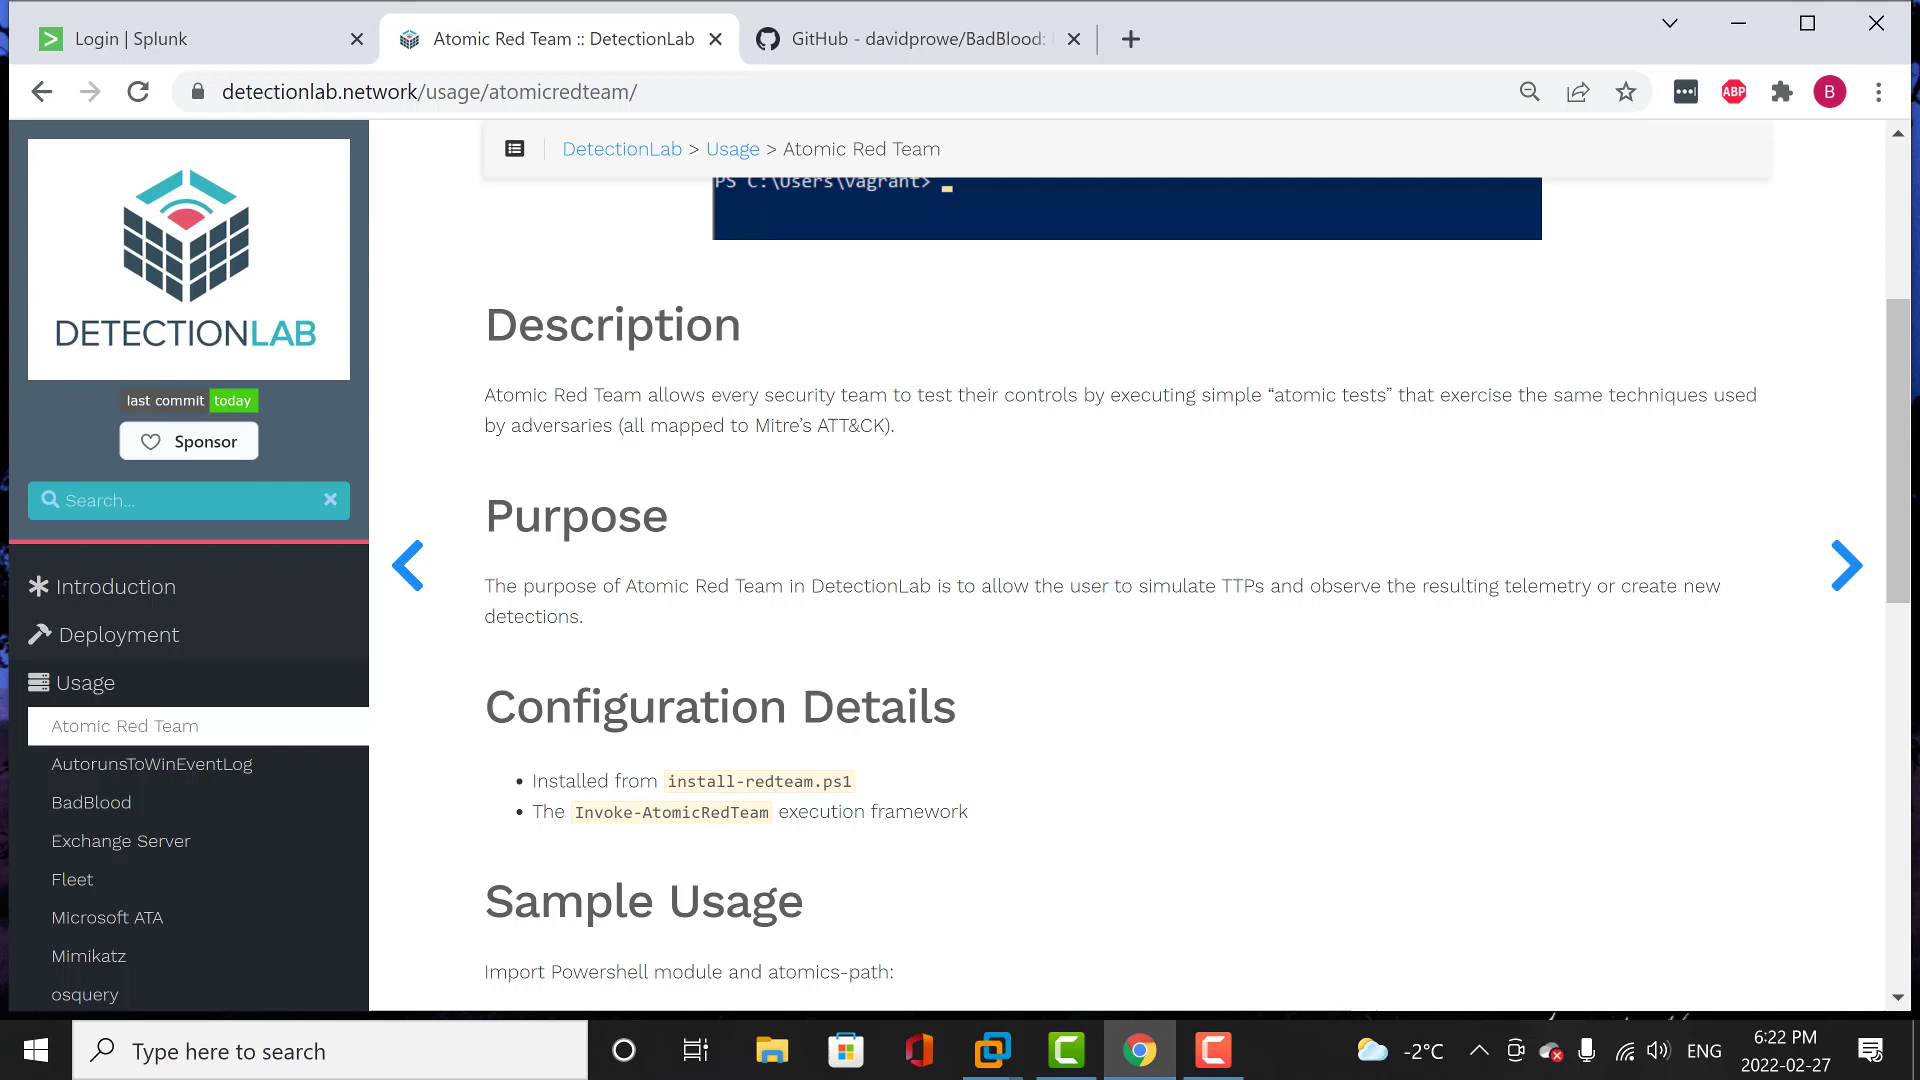 Login | Splunk
Atomic Red Team :: DetectionLab
GitHub - davidprowe/BadBlood:
detectionlab.network/usage/atomicredteam/
ABP
B
DETECTIONLAB
last commit today
Sponsor
Search...
Introduction
Deployment
Usage
Atomic Red Team
AutorunsToWinEventLog
BadBlood
Exchange Server
Fleet
Microsoft ATA
Mimikatz
osquery
DetectionLab > Usage > Atomic Red Team
PS C:\Users\vagrant>
Description
Atomic Red Team allows every security team to test their controls by executing simple “atomic tests” that exercise the same techniques used
by adversaries (all mapped to Mitre’s ATT&CK).
Purpose
The purpose of Atomic Red Team in DetectionLab is to allow the user to simulate TTPs and observe the resulting telemetry or create new
detections.
Configuration Details
• Installed from install-redteam.ps1
• The Invoke-AtomicRedTeam execution framework
Sample Usage
Import Powershell module and atomics-path:
Type here to search
-2°C
ENG
6:22 PM
2022-02-27